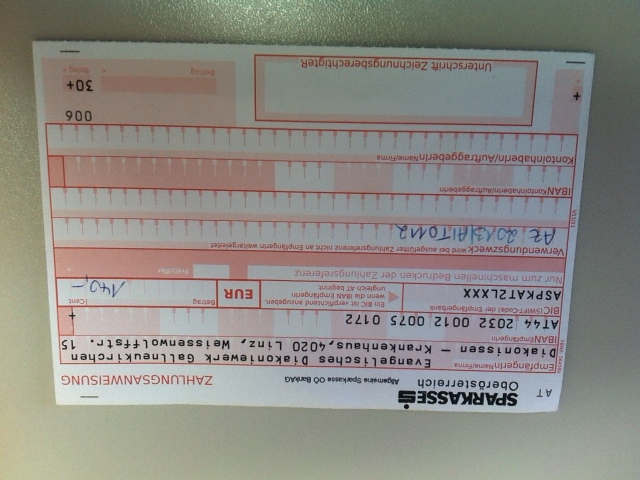 AT
SPARKASSE
Oberösterreich Allgemeine Sparkasse OÖ BankAG
ZAHLUNGSANWEISUNG
EmpfängerIn Name/Firma
Evangelisches Diakoniewerk Gallneukirchen
Diakonissen - Krankenhaus,4020 Linz, Weissenwolffstr. 15
IBAN EmpfängerIn
AT44 2032 0012 0075 0172 +
BIC (SWIFT-Code) der Empfängerbank
ASPKAT2LXXX
Ein BIC ist verpflichtend anzugeben, wenn die IBAN EmpfängerIn ungleich AT beginnt
EUR
Betrag
Cent
140,-
Nur zum maschinellen Bedrucken der Zahlungsreferenz
Prüfziffer
Verwendungszweck wird bei ausgefüllter Zahlungsreferenz nicht an EmpfängerIn weitergeleitet
AZ 2013/AIT0112
IBAN KontoinhaberIn/AuftraggeberIn
KontoinhaberIn/AuftraggeberIn Name/Firma
006
30+
Betrag
Beleg +
Unterschrift ZeichnungsberechtigteR
+